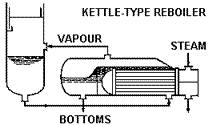 KETTLE-TYPE REBOILER
VAPOUR
STEAM
BOTTOMS